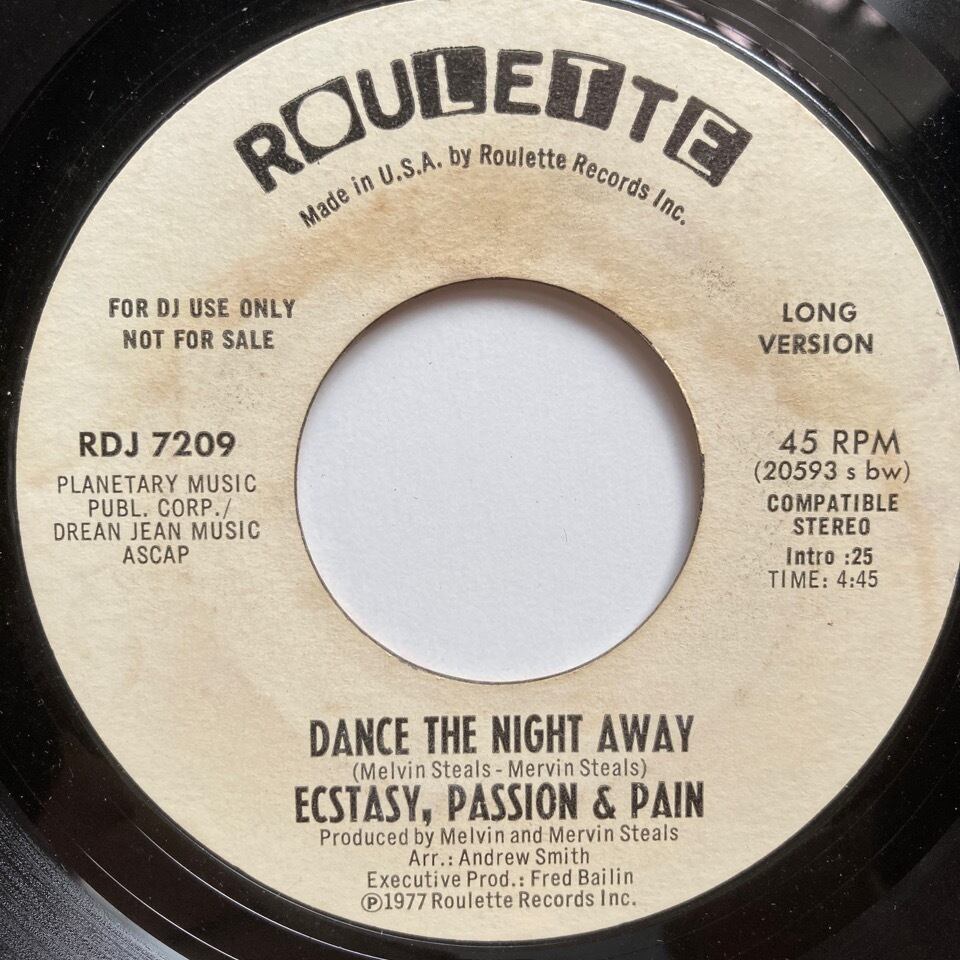 ROULETTE
Made in U.S.A. by Roulette Records Inc.
FOR DJ USE ONLY
NOT FOR SALE
LONG
VERSION
RDJ 7209
PLANETARY MUSIC
PUBL. CORP./
DREAN JEAN MUSIC
ASCAP
45 RPM
(20593 s bw)
COMPATIBLE
STEREO
Intro :25
TIME: 4:45
DANCE THE NIGHT AWAY
(Melvin Steals - Mervin Steals)
ECSTASY, PASSION & PAIN
Produced by Melvin and Mervin Steals
Arr.: Andrew Smith
Executive Prod.: Fred Bailin
℗1977 Roulette Records Inc.